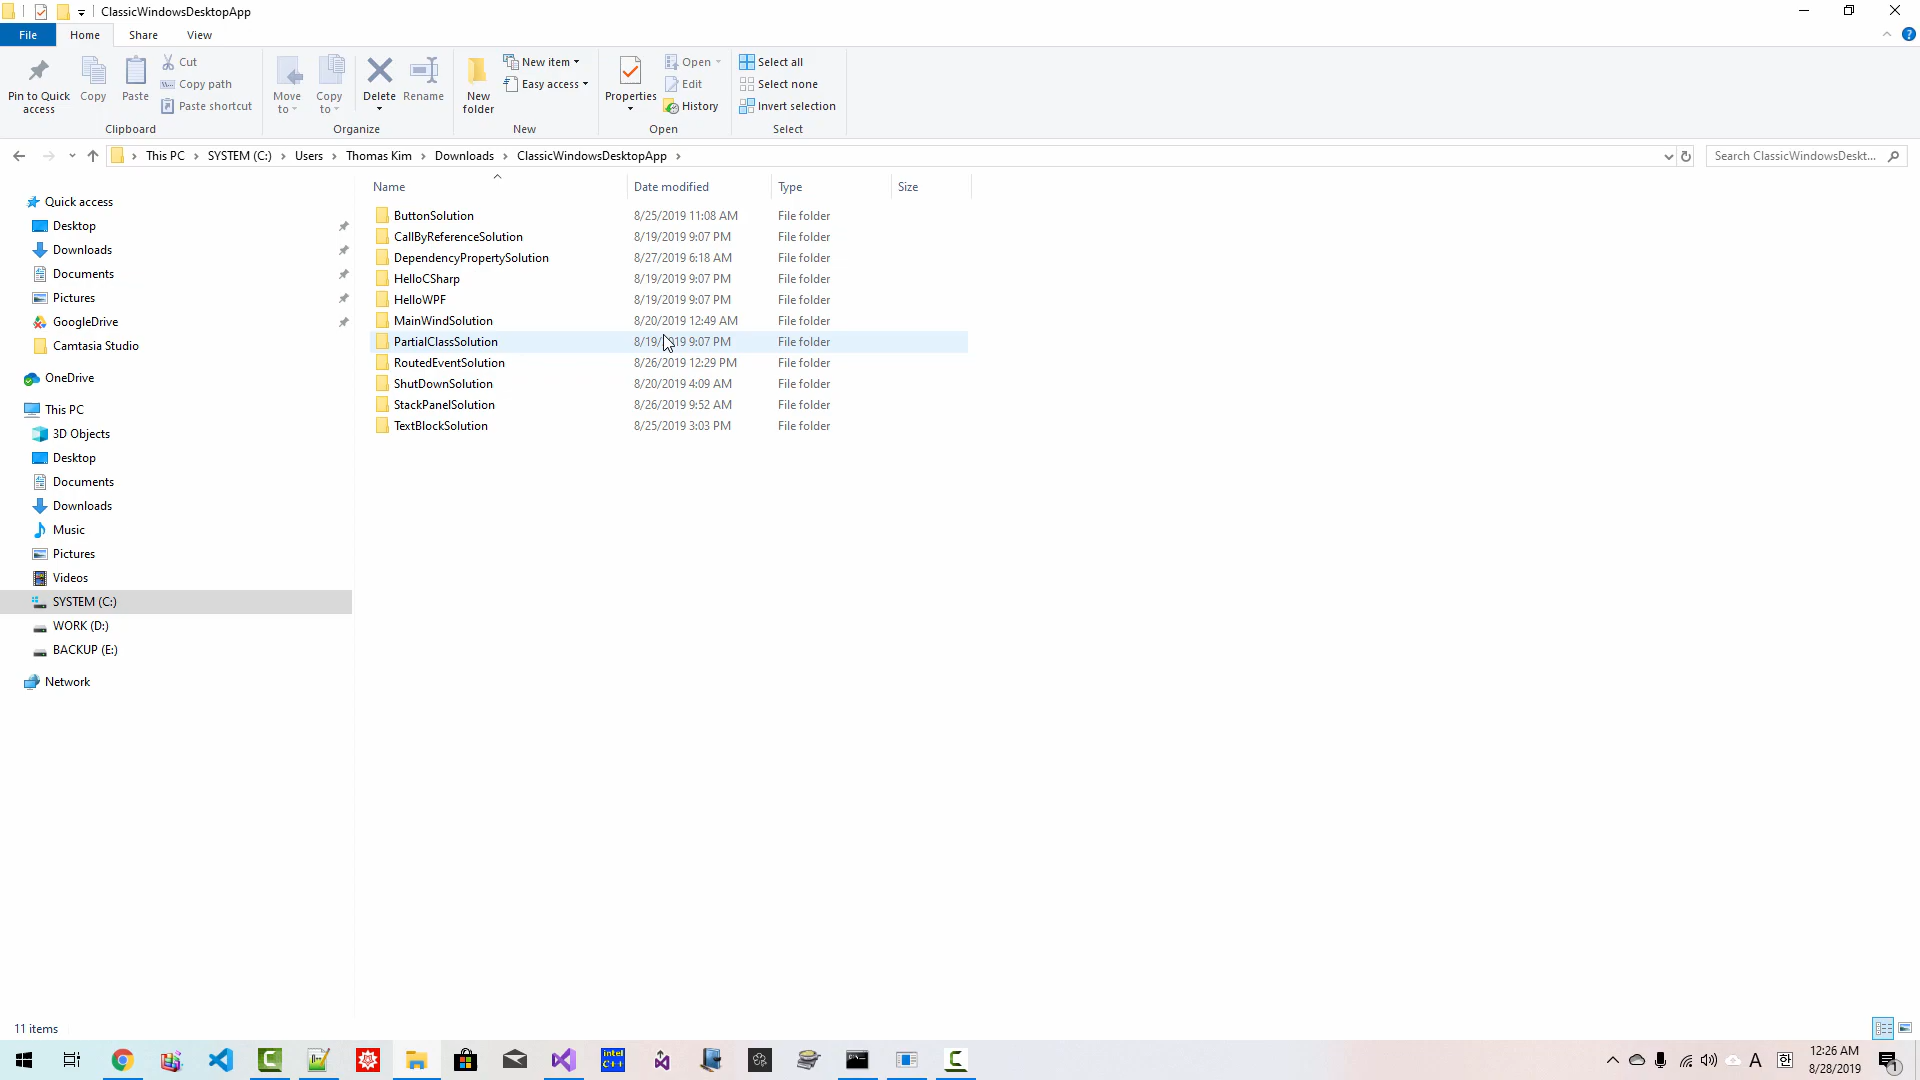 ClassicWindowsDesktopApp
File Home Share View
Pin to Quick access
Copy
Paste
Cut
Copy path
Paste shortcut
Clipboard
Move to
Copy to
Delete
Rename
Organize
New folder
New item
Easy access
New
Properties
Open
Edit
History
Open
Select all
Select none
Invert selection
Select
This PC > SYSTEM (C:) > Users > Thomas Kim > Downloads > ClassicWindowsDesktopApp >
Search ClassicWindowsDeskt...
Quick access
Desktop
Downloads
Documents
Pictures
GoogleDrive
Camtasia Studio
OneDrive
This PC
3D Objects
Desktop
Documents
Downloads
Music
Pictures
Videos
SYSTEM (C:)
WORK (D:)
BACKUP (E:)
Network
Name Date modified Type Size
ButtonSolution 8/25/2019 11:08 AM File folder
CallByReferenceSolution 8/19/2019 9:07 PM File folder
DependencyPropertySolution 8/27/2019 6:18 AM File folder
HelloCSharp 8/19/2019 9:07 PM File folder
HelloWPF 8/19/2019 9:07 PM File folder
MainWindSolution 8/20/2019 12:49 AM File folder
PartialClassSolution 8/19/2019 9:07 PM File folder
RoutedEventSolution 8/26/2019 12:29 PM File folder
ShutDownSolution 8/20/2019 4:09 AM File folder
StackPanelSolution 8/26/2019 9:52 AM File folder
TextBlockSolution 8/25/2019 3:03 PM File folder
11 items
intel C++
A
한
12:26 AM
8/28/2019
1